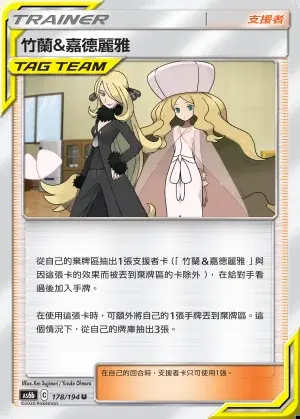 TRAINER
支援者
竹蘭&嘉德麗雅
TAG TEAM
從自己的棄牌區抽出1張支援者卡(「竹蘭&嘉德麗雅」與
因這張卡的效果而被丟到棄牌區的卡除外),在給對手看
過後加入手牌。
在使用這張卡時,可額外將自己的1張手牌丟到棄牌區。這
個情況下,從自己的牌庫抽出3張。
Illus. Ken Sugimori / Yusuke Ohmura
AS6b C 178/194 U
©2020 Pokémon
在自己的回合時,支援者卡只可使用1張。